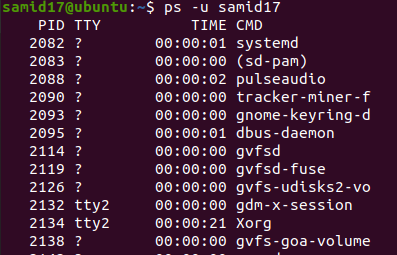 samid17@ubuntu:~$ ps -u samid17
PID TTY TIME CMD
2082 ? 00:00:01 systemd
2083 ? 00:00:00 (sd-pam)
2088 ? 00:00:02 pulseaudio
2090 ? 00:00:00 tracker-miner-f
2093 ? 00:00:00 gnome-keyring-d
2095 ? 00:00:01 dbus-daemon
2114 ? 00:00:00 gvfsd
2119 ? 00:00:00 gvfsd-fuse
2126 ? 00:00:00 gvfs-udisks2-vo
2132 tty2 00:00:00 gdm-x-session
2134 tty2 00:00:21 Xorg
2138 ? 00:00:00 gvfs-goa-volume